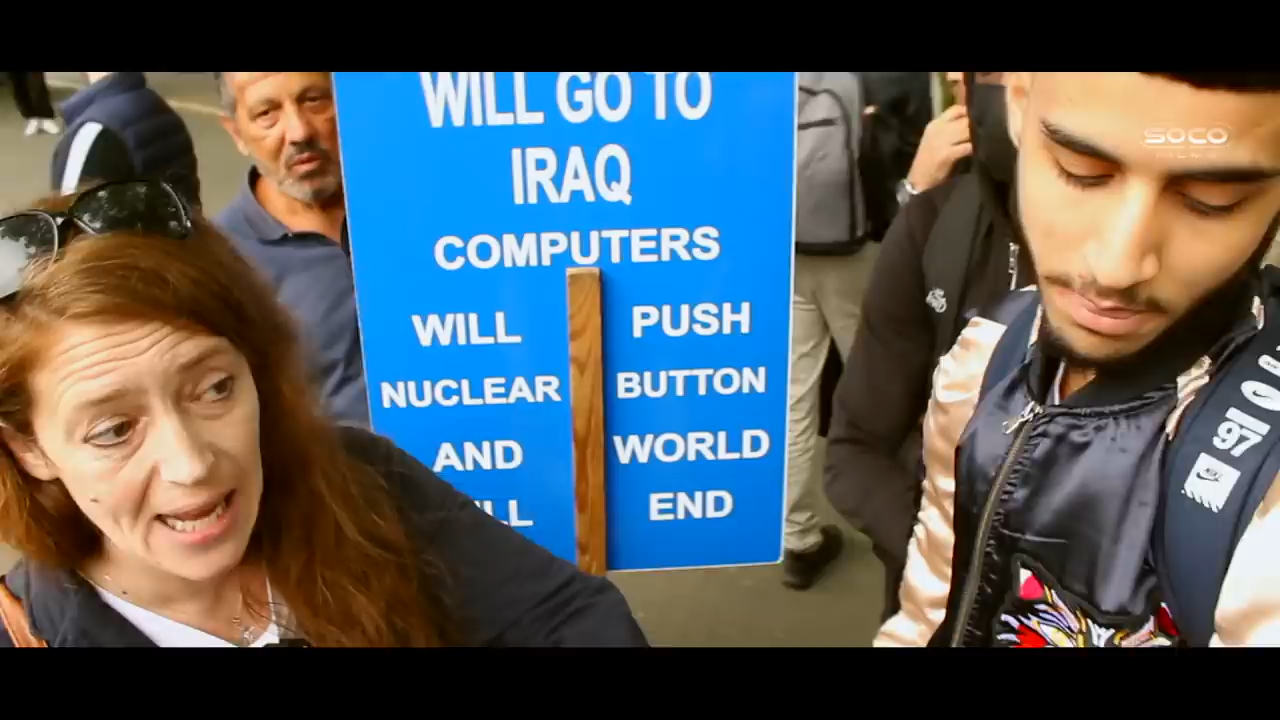 WILL GO TO
IRAQ
COMPUTERS
WILL PUSH
NUCLEAR BUTTON
AND WORLD
END
SOCO
97